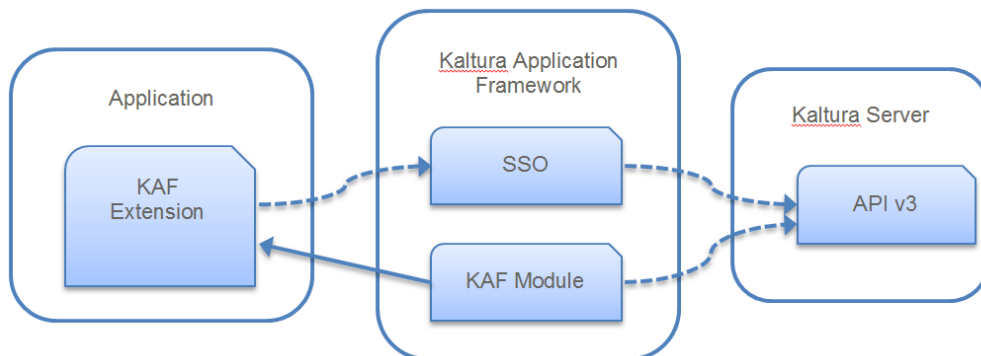 Application
KAF
Extension
Kaltura Application
Framework
SSO
KAF Module
Kaltura Server
API v3